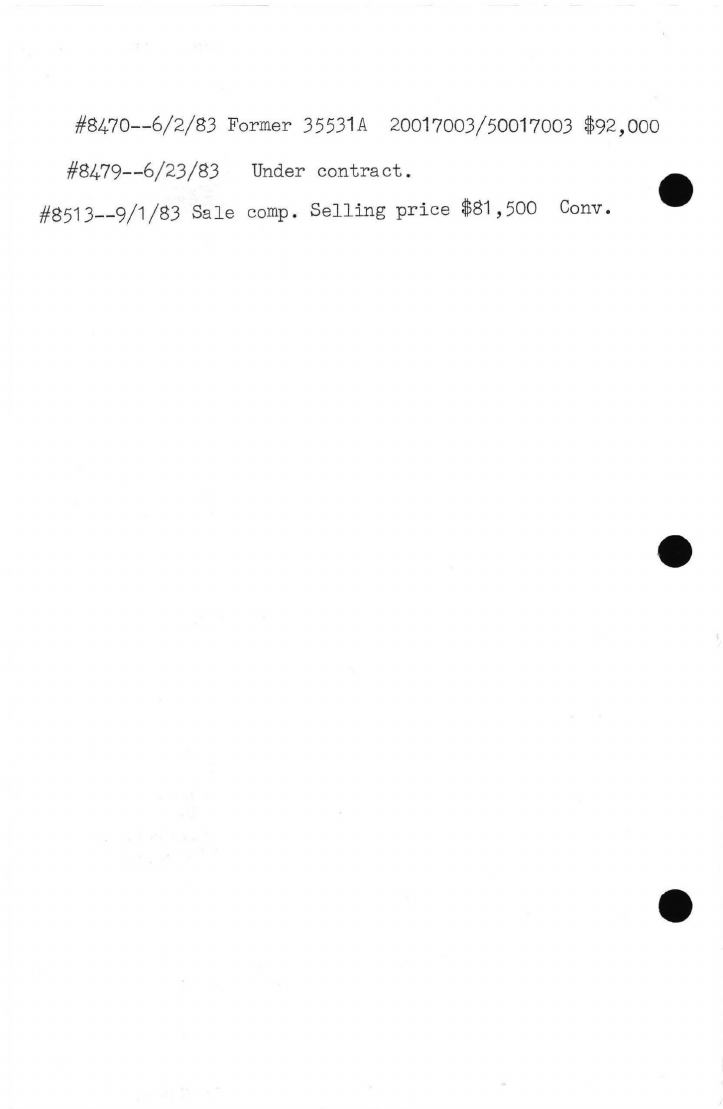 #8470--6/2/83 Former 35531A 20017003/50017003 $92,000
#8479--6/23/83 Under contract.
#8513--9/1/83 Sale comp. Selling price $81,500 Conv.